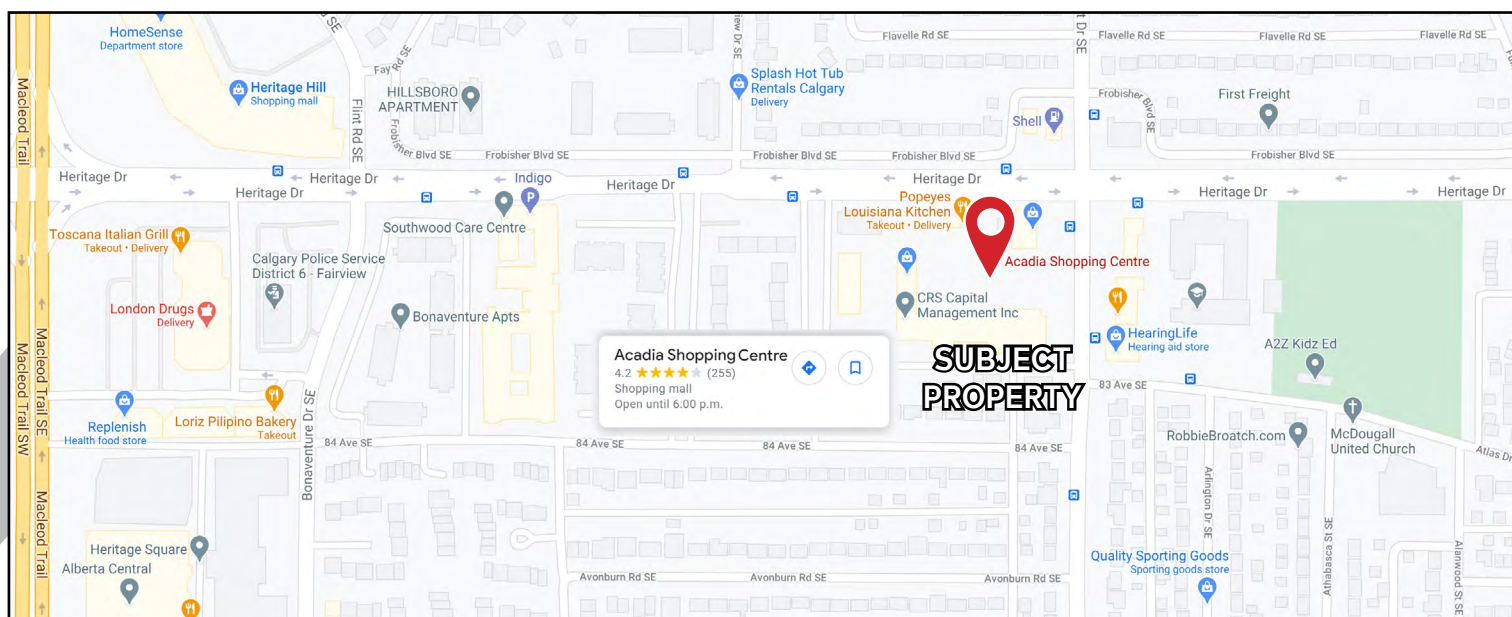 HomeSense
Department store
Heritage Hill
Shopping mall
Macleod Trail
Flint Rd SE
Fay Rd SE
HILLSBORO
APARTMENT
Frobisher Blvd SE
Frobisher Blvd SE
Splash Hot Tub
Rentals Calgary
Delivery
Flavelle Rd SE
Flavelle Rd SE
Flavelle Rd SE
Shell
Frobisher Blvd SE
First Freight
Frobisher Blvd SE
Frobisher Blvd SE
Frobisher Blvd SE
Heritage Dr
Heritage Dr
Heritage Dr
Heritage Dr
Heritage Dr
Heritage Dr
Heritage Dr
Indigo
P
Southwood Care Centre
Popeyes
Louisiana Kitchen
Takeout • Delivery
Acadia Shopping Centre
Toscana Italian Grill
Takeout • Delivery
Calgary Police Service
District 6 - Fairview
London Drugs
Delivery
Bonaventure Apts
CRS Capital
Management Inc
HearingLife
Hearing aid store
A2Z Kidz Ed
Acadia Shopping Centre
4.2 ★★★★★ (255)
Shopping mall
Open until 6:00 p.m.
SUBJECT
PROPERTY
83 Ave SE
Macleod Trail SE
Macleod Trail SW
Replenish
Health food store
Loriz Pilipino Bakery
Takeout
Bonaventure Dr SE
84 Ave SE
84 Ave SE
84 Ave SE
84 Ave SE
RobbieBroatch.com
McDougall
United Church
Arlington Dr SE
Athabasca St SE
Alanwood St SE
Macleod Trail
Heritage Square
Alberta Central
Avonburn Rd SE
Avonburn Rd SE
Avonburn Rd SE
Quality Sporting Goods
Sporting goods store